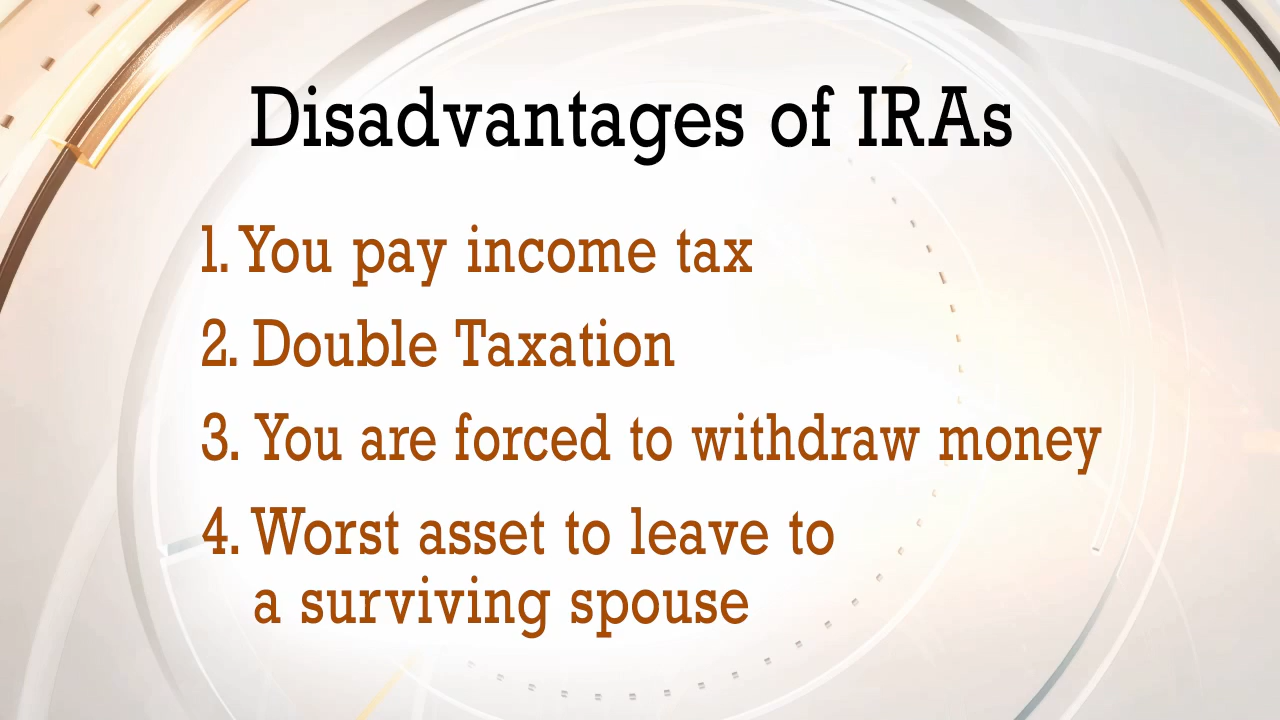 Disadvantages of IRAs
1. You pay income tax
2. Double Taxation
3. You are forced to withdraw money
4. Worst asset to leave to
a surviving spouse